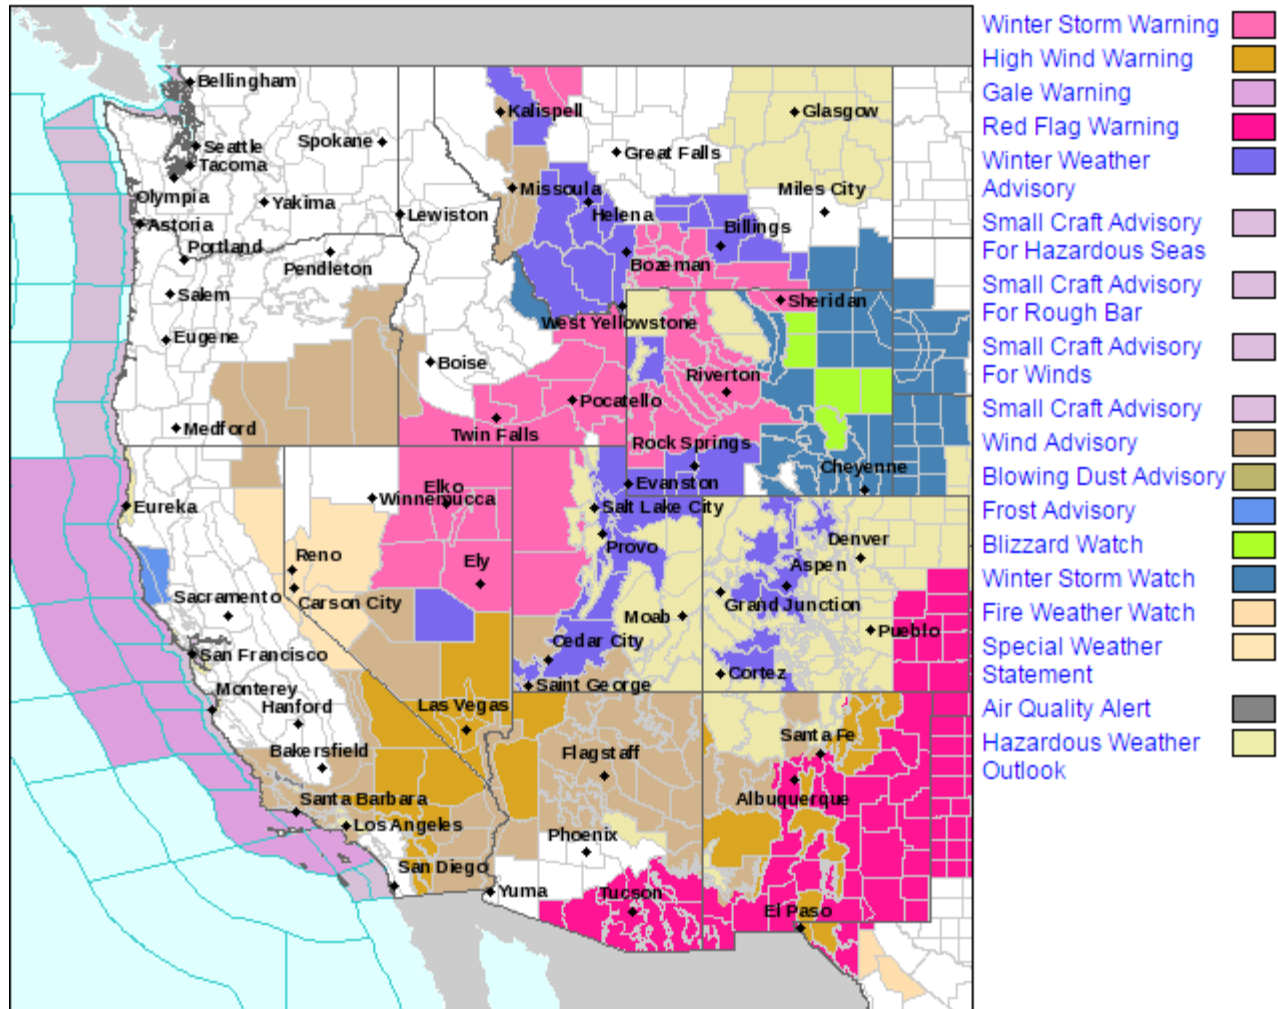 Bellingham
Seattle
Tacoma
Spokane
Olympia
Yakima
Astoria
Lewiston
Portland
Pendleton
Salem
Eugene
Medford
Kalispell
Great Falls
Glasgow
Missoula
Helena
Miles City
Billings
Bozeman
West Yellowstone
Sheridan
Boise
Riverton
Pocatello
Twin Falls
Rock Springs
Cheyenne
Evanston
Eureka
Elko
Winnemucca
Salt Lake City
Provo
Denver
Reno
Ely
Aspen
Sacramento
Carson City
Grand Junction
Moab
Pueblo
San Francisco
Cedar City
Cortez
Monterey
Hanford
Saint George
Las Vegas
Bakersfield
Flagstaff
Santa Fe
Santa Barbara
Albuquerque
Los Angeles
Phoenix
San Diego
Yuma
Tucson
El Paso
Winter Storm Warning
High Wind Warning
Gale Warning
Red Flag Warning
Winter Weather
Advisory
Small Craft Advisory
For Hazardous Seas
Small Craft Advisory
For Rough Bar
Small Craft Advisory
For Winds
Small Craft Advisory
Wind Advisory
Blowing Dust Advisory
Frost Advisory
Blizzard Watch
Winter Storm Watch
Fire Weather Watch
Special Weather
Statement
Air Quality Alert
Hazardous Weather
Outlook